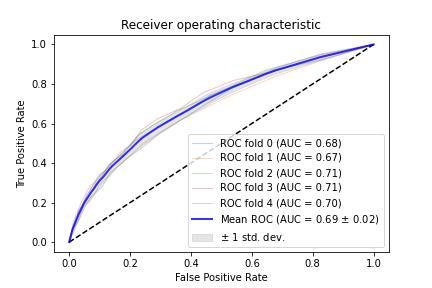 Receiver operating characteristic
True Positive Rate
1.0
0.8
0.6
0.4
0.2
0.0
ROC fold 0 (AUC = 0.68)
ROC fold 1 (AUC = 0.67)
ROC fold 2 (AUC = 0.71)
ROC fold 3 (AUC = 0.71)
ROC fold 4 (AUC = 0.70)
Mean ROC (AUC = 0.69 ± 0.02)
± 1 std. dev.
0.0 0.2 0.4 0.6 0.8 1.0
False Positive Rate